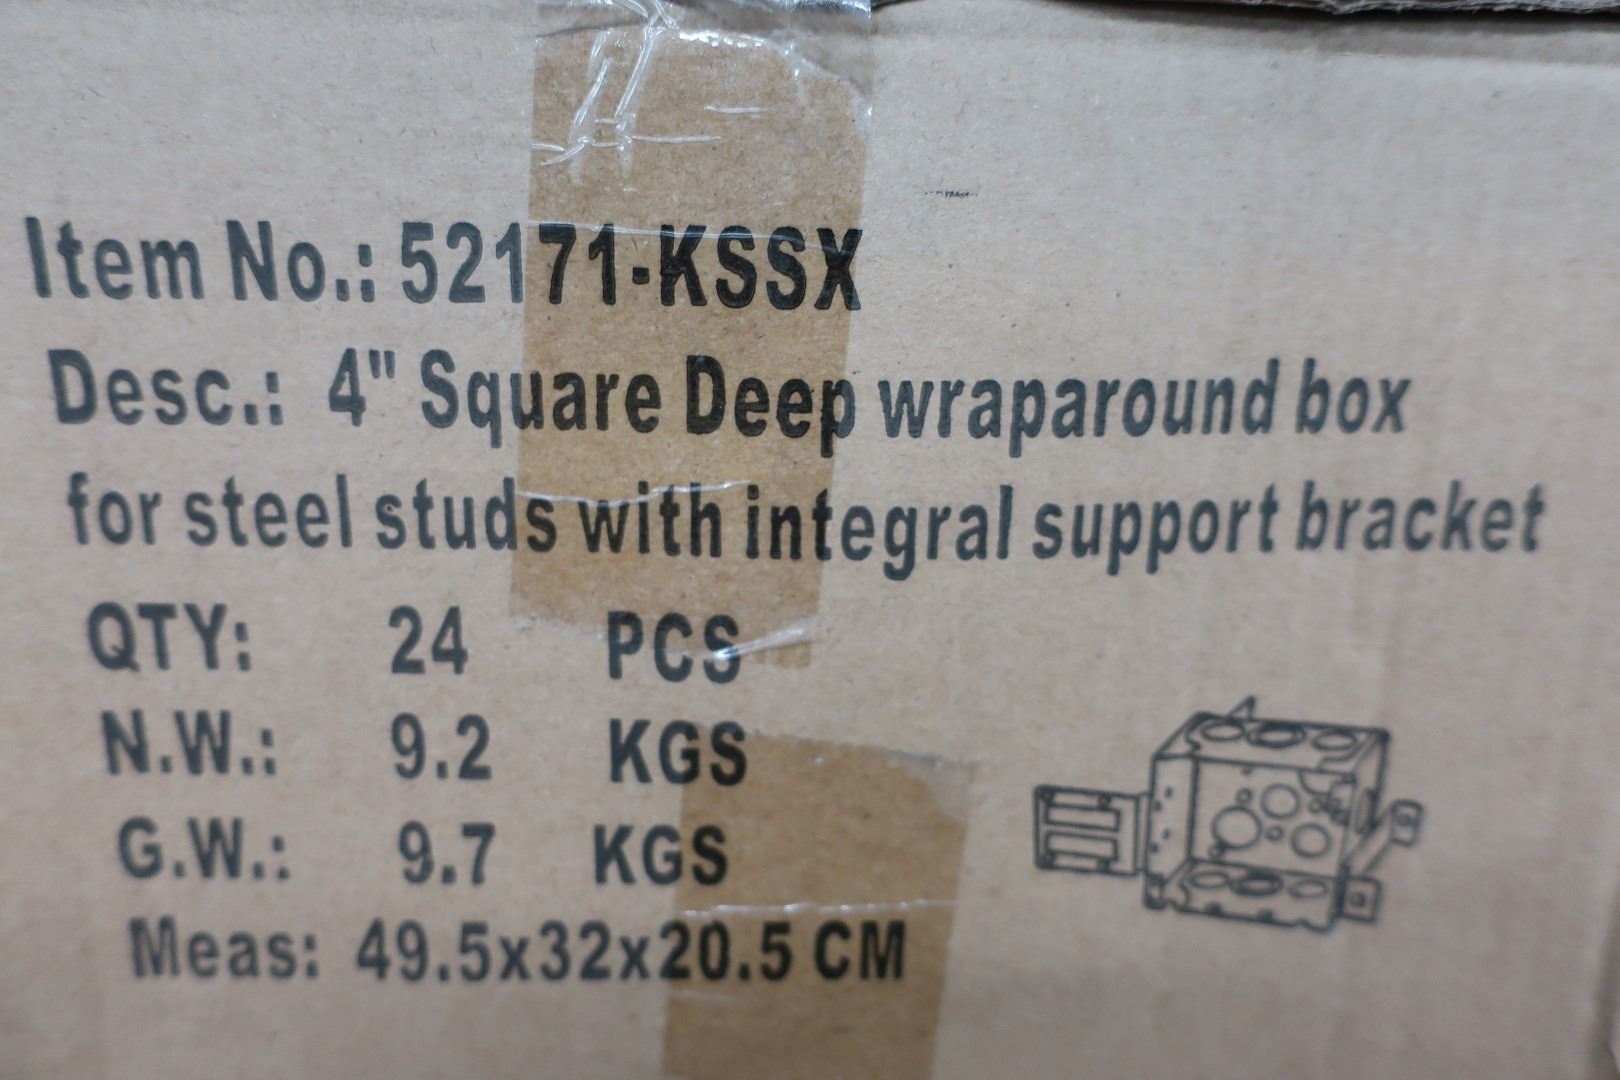 Item No.: 52171-KSSX
Desc.: 4" Square Deep wraparound box
for steel studs with integral support bracket
QTY: 24 PCS
N.W.: 9.2 KGS
G.W.: 9.7 KGS
Meas: 49.5x32x20.5 CM